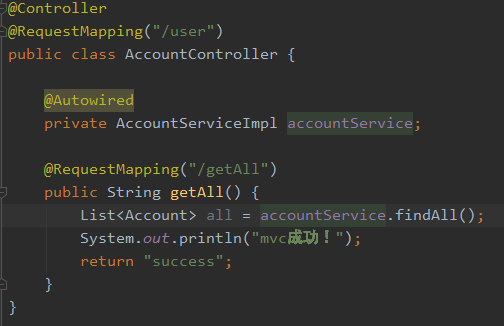 @Controller
@RequestMapping("/user")
public class AccountController {
@Autowired
private AccountServiceImpl accountService;
@RequestMapping("/getAll")
public String getAll() {
List<Account> all = accountService.findAll();
System.out.println("mvc成功！");
return "success";
}
}